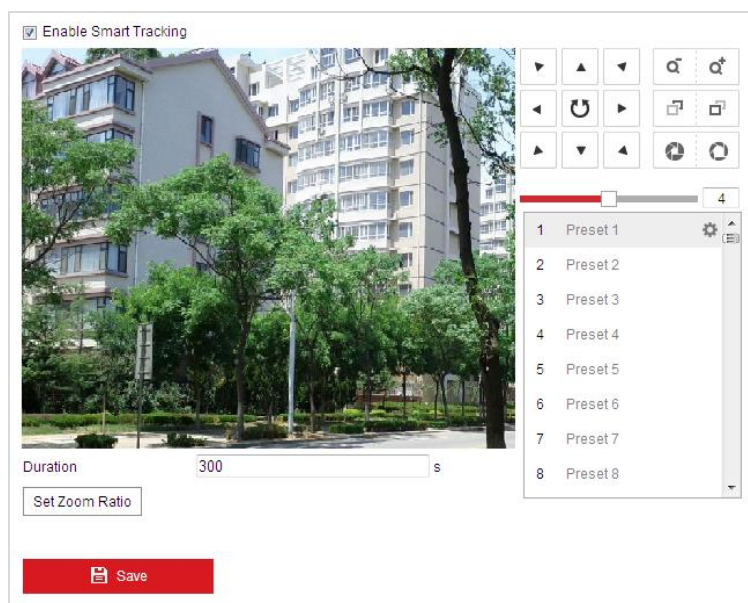 Enable Smart Tracking
4
1 Preset 1
2 Preset 2
3 Preset 3
4 Preset 4
5 Preset 5
6 Preset 6
7 Preset 7
8 Preset 8
Duration 300 s
Set Zoom Ratio
Save